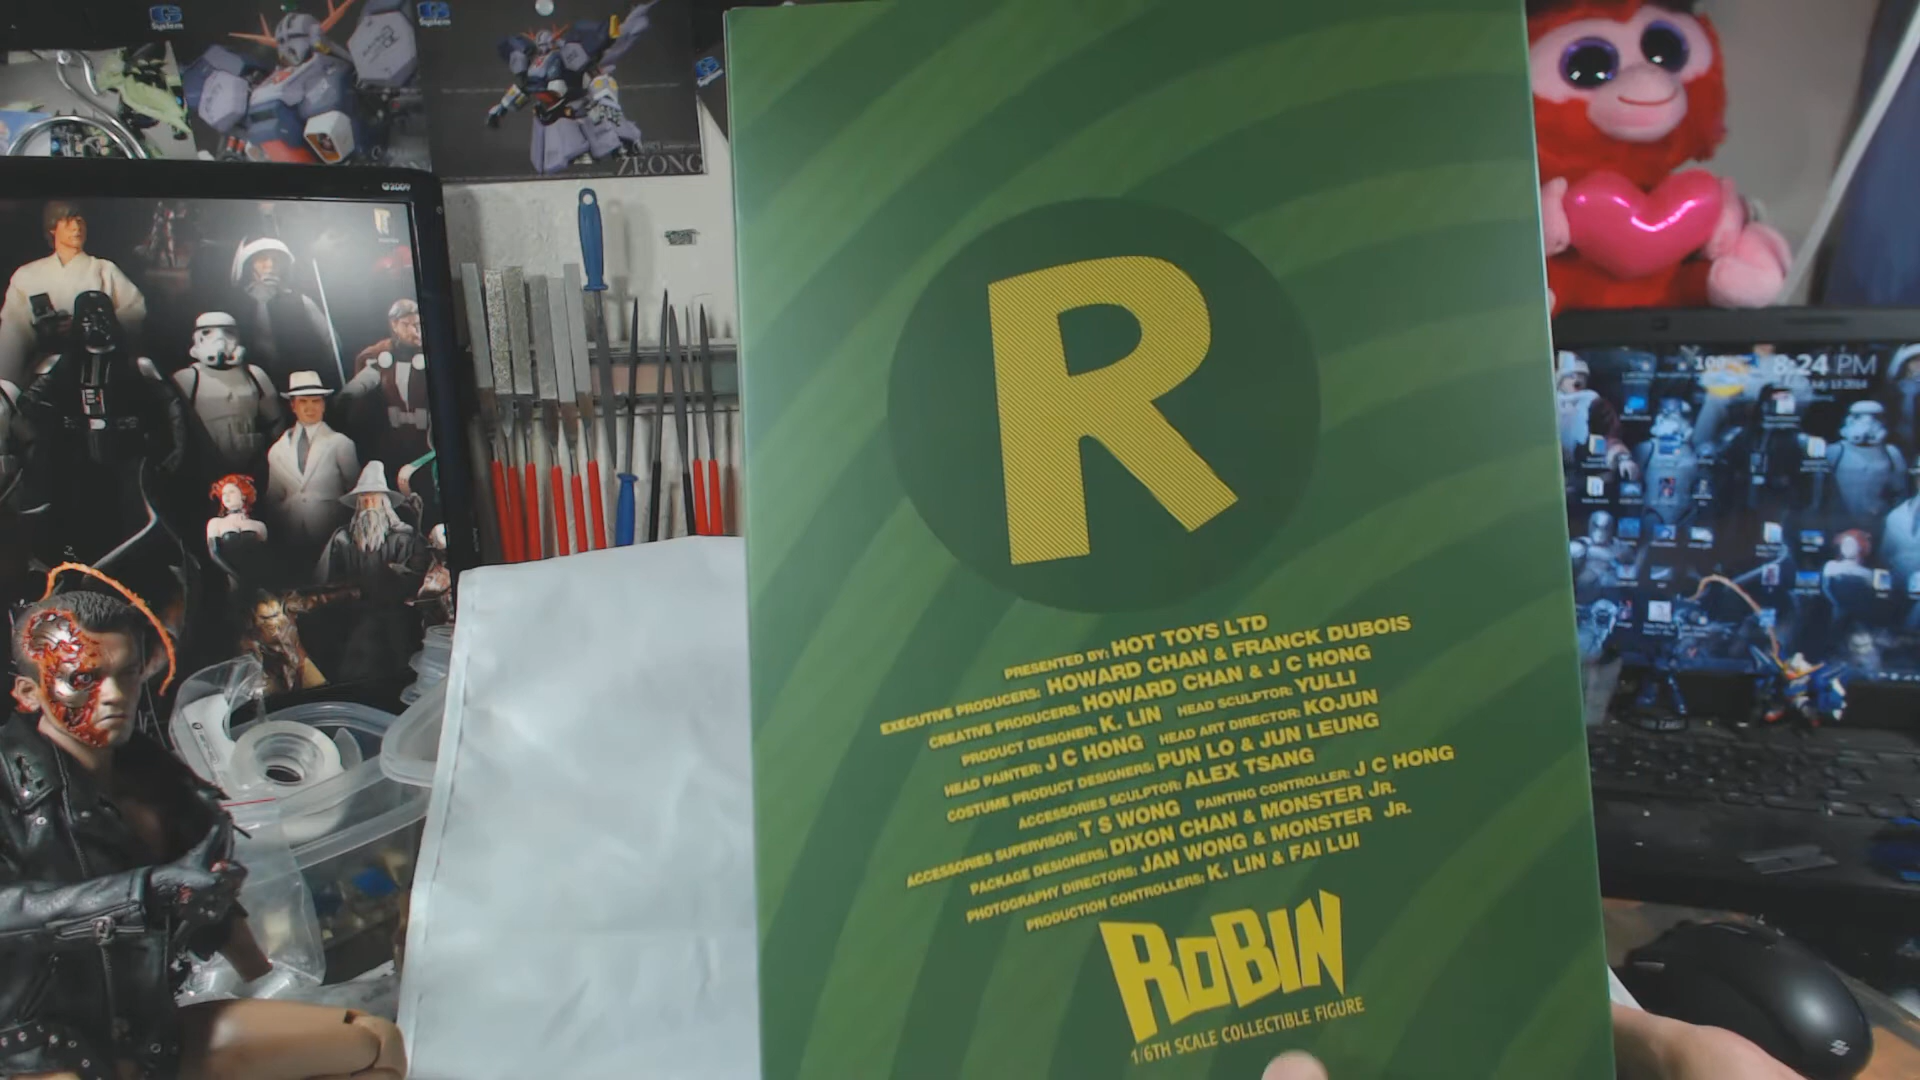 G System
G System
ZEONG
G2009
R
8:24 PM
PRESENTED BY: HOT TOYS LTD
EXECUTIVE PRODUCERS: HOWARD CHAN & FRANCK DUBOIS
CREATIVE PRODUCERS: HOWARD CHAN & J C HONG
PRODUCT DESIGNER: K. LIN HEAD SCULPTOR: YULLI
HEAD PAINTER: J C HONG HEAD ART DIRECTOR: KOJUN
COSTUME PRODUCT DESIGNERS: PUN LO & JUN LEUNG
ACCESSORIES SCULPTOR: ALEX TSANG
ACCESSORIES SUPERVISOR: T S WONG PAINTING CONTROLLER: J C HONG
PACKAGE DESIGNERS: DIXON CHAN & MONSTER JR.
PHOTOGRAPHY DIRECTORS: JAN WONG & MONSTER JR.
PRODUCTION CONTROLLERS: K. LIN & FAI LUI
ROBIN
1/6TH SCALE COLLECTIBLE FIGURE